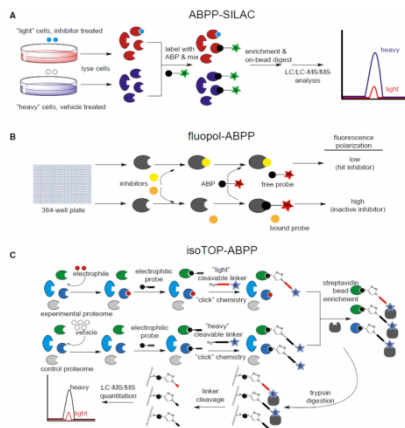 ABPP-SILAC
A
"light" cells, inhibitor treated
lyse cells
"heavy" cells, vehicle treated
label with
ABP & mix
enrichment &
on-bead digest
LC/LC-MS/MS
analysis
heavy
light
B
fluopol-ABPP
384-well plate
inhibitors
ABP
free probe
bound probe
fluorescence
polarization
low
(hit inhibitor)
high
(inactive inhibitor)
isoTOP-ABPP
C
electrophile
electrophilic
probe
"light"
cleavable linker
"click" chemistry
experimental proteome
vehicle
electrophilic
probe
"heavy"
cleavable linker
"click" chemistry
control proteome
streptavidin
bead
enrichment
trypsin
digestion
linker
cleavage
LC-MS/MS
quantitation
heavy
light